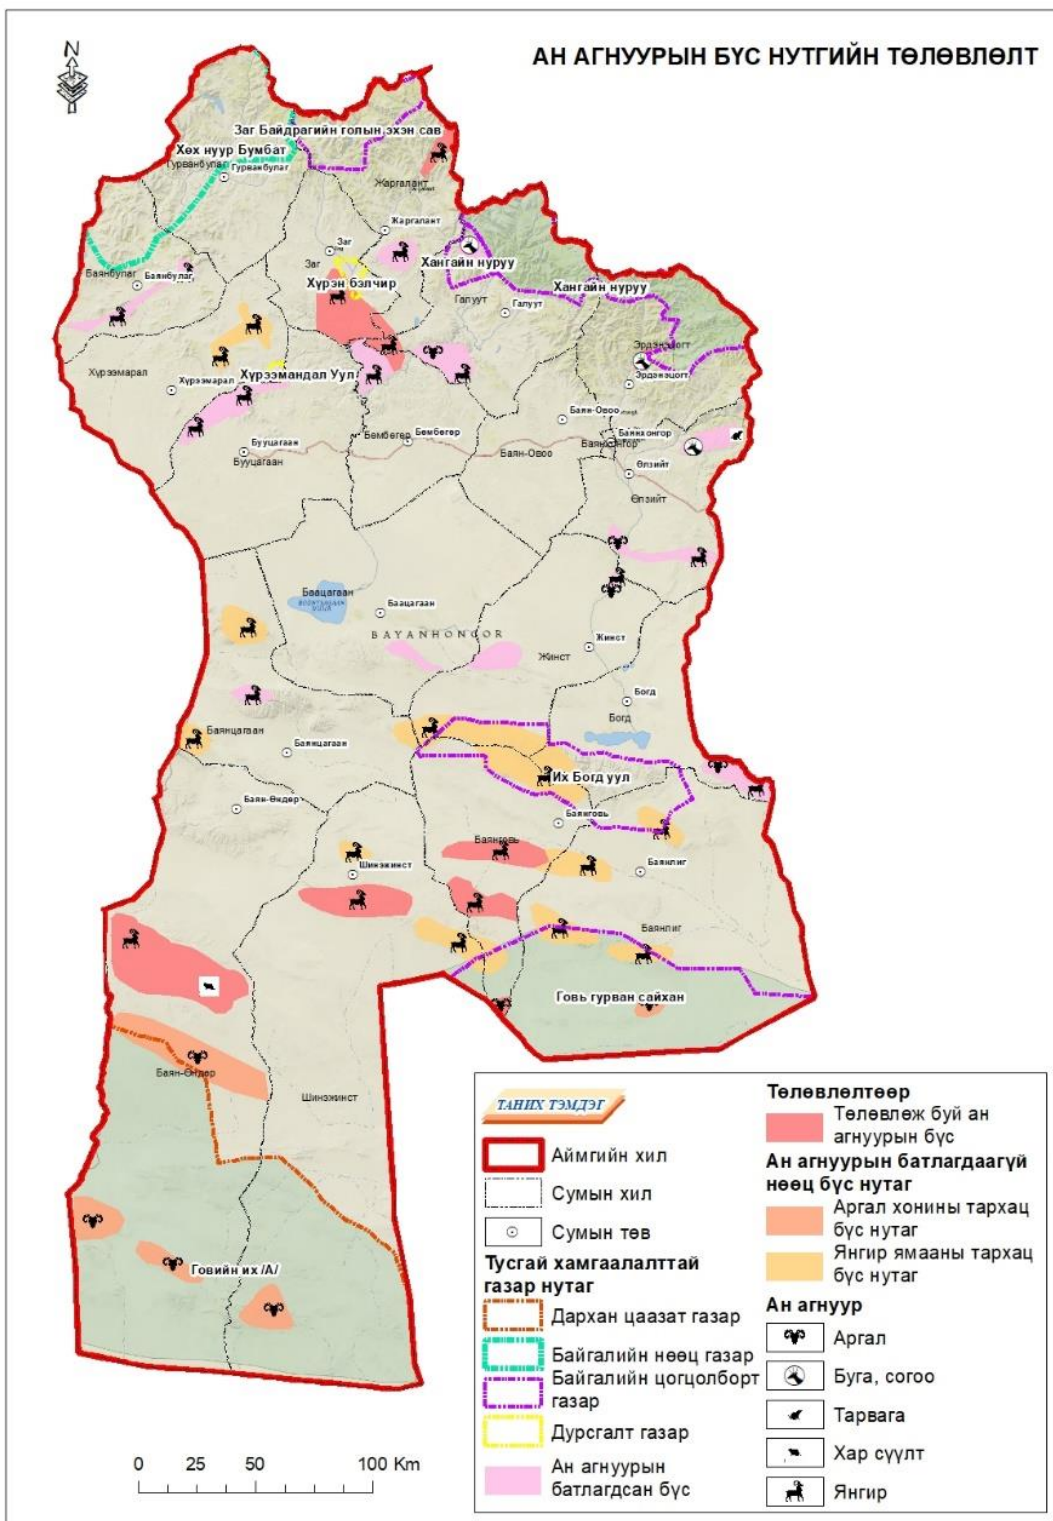 N
АН АГНУУРЫН БҮС НУТГИЙН ТӨЛӨВЛӨЛТ
Заг Байдрагийн голын эхэн сав
Хөх нуур Бумбат
Гурванбулаг
Гурванбулаг
Жаргалант
Жаргалант
Заг
Заг
Хангайн нуруу
Баянбулаг
Баянбулаг
Хүрэн бэлчир
Хангайн нуруу
Галуут
Галуут
Эрдэнэцогт
Хүрээмарал
Хүрээмандал Уул
Хүрээмарал
Эрдэнэцогт
Баян-Овоо
Бөмбөгөр
Бөмбөгөр
Баянхонгор
Баянхонгор
Бууцагаан
Бууцагаан
Баян-Овоо
Өлзийт
Өлзийт
Баацагаан
Баацагаан
BAYANHONGOR
Жинст
Жинст
Богд
Богд
Баянцагаан
Баянцагаан
Их Богд уул
Баян-Өндөр
Баянговь
Баянговь
Шинэжинст
Баянлиг
Баянлиг
Говь гурван сайхан
Баян-Өндөр
Шинэжинст
Говийн их /А/
0 25 50 100 Km
ТАНИХ ТЭМДЭГ
Аймгийн хил
Сумын хил
Сумын төв
Тусгай хамгаалалттай
газар нутаг
Дархан цаазат газар
Байгалийн нөөц газар
Байгалийн цогцолборт
газар
Дурсгалт газар
Ан агнуурын
батлагдсан бүс
Төлөвлөлтөөр
Төлөвлөж буй ан
агнуурын бүс
Ан агнуурын батлагдаагүй
нөөц бүс нутаг
Аргал хонины тархац
бүс нутаг
Янгир ямааны тархац
бүс нутаг
Ан агнуур
Аргал
Буга, согоо
Тарвага
Хар сүүлт
Янгир